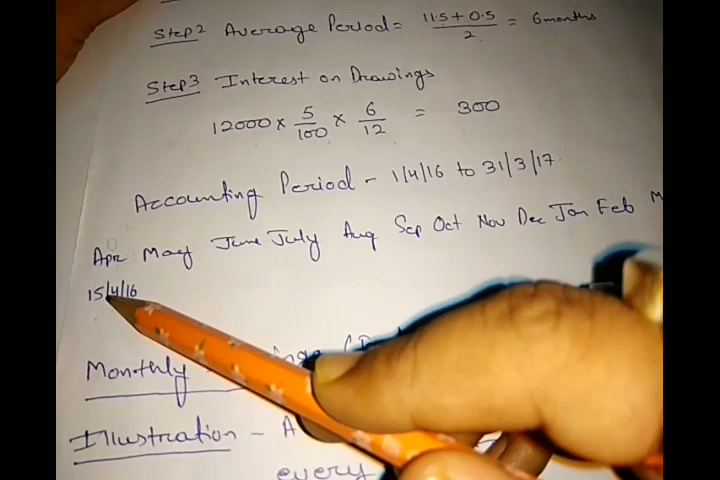 Step2 Average Period = 11.5 + 0.5 / 2 = 6 months
Step3 Interest on Drawings
12000 × 5/100 × 6/12 = 300
Accounting Period - 1/4/16 to 31/3/17
Apr May June July Aug Sep Oct Nov Dec Jan Feb
15/4/16
Monthly
Illustration - A
every